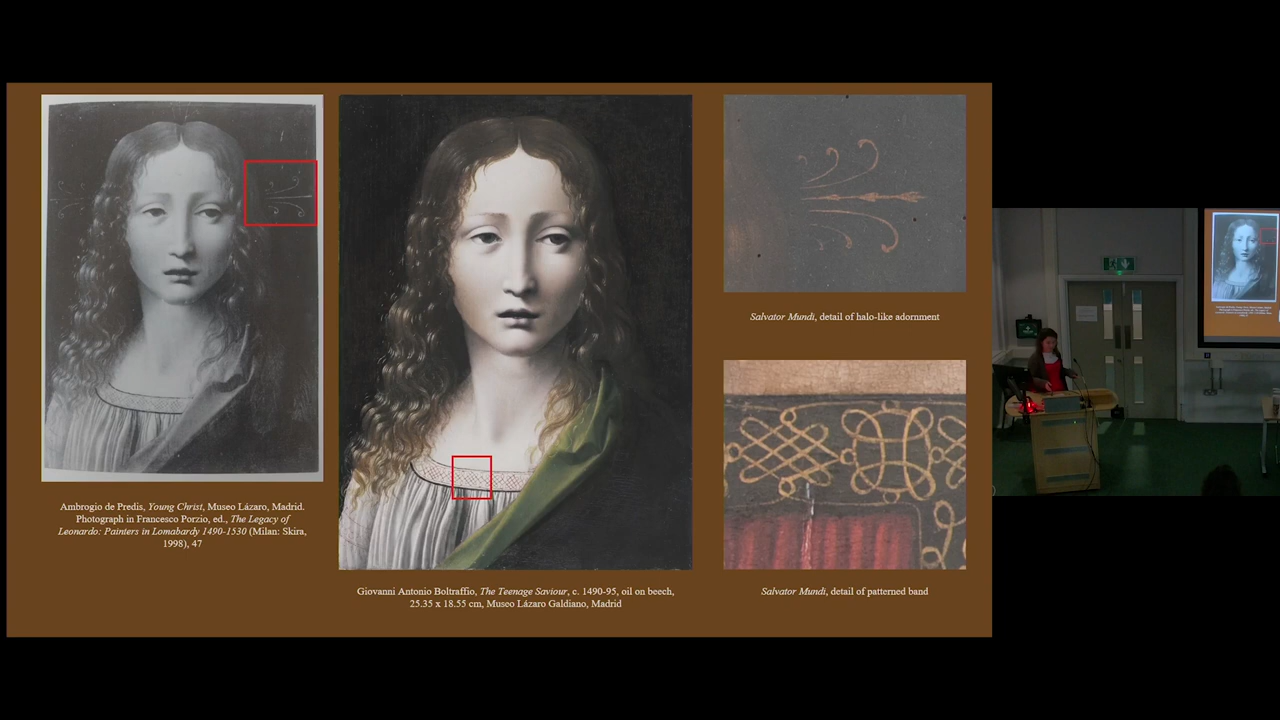 Ambrogio de Predis, Young Christ, Museo Lázaro, Madrid.
Photograph in Francesco Porzio, ed., The Legacy of
Leonardo: Painters in Lomabardy 1490-1530 (Milan: Skira,
1998), 47
Giovanni Antonio Boltraffio, The Teenage Saviour, c. 1490-95, oil on beech,
25.35 x 18.55 cm, Museo Lázaro Galdiano, Madrid
Salvator Mundi, detail of halo-like adornment
Salvator Mundi, detail of patterned band